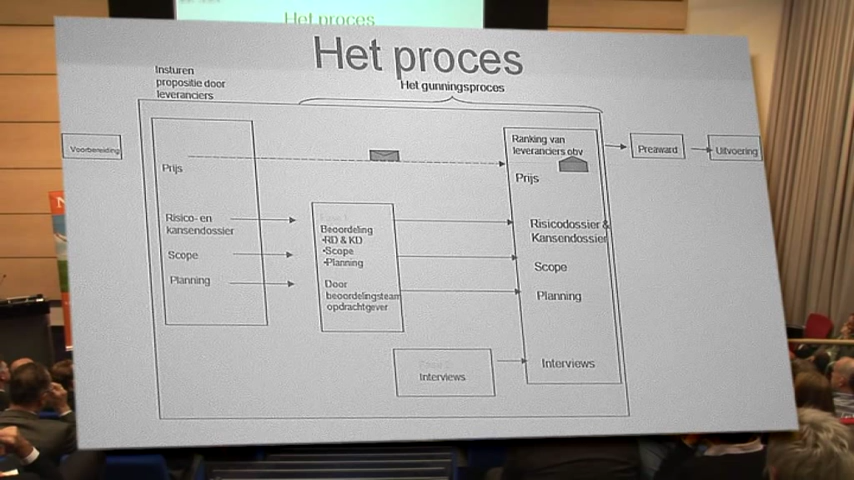 Het proces
Het proces
Insturen
propositie door
leveranciers
Het gunningsproces
Voorbereiding
Prijs
Risico- en
kansendossier
Scope
Planning
Beoordeling
-RD & KD
-Scope
-Planning
Door
beoordelingsteam
opdrachtgever
Interviews
Ranking van
leveranciers obv
Prijs
Risicodossier &
Kansendossier
Scope
Planning
Interviews
Preaward
Uitvoering